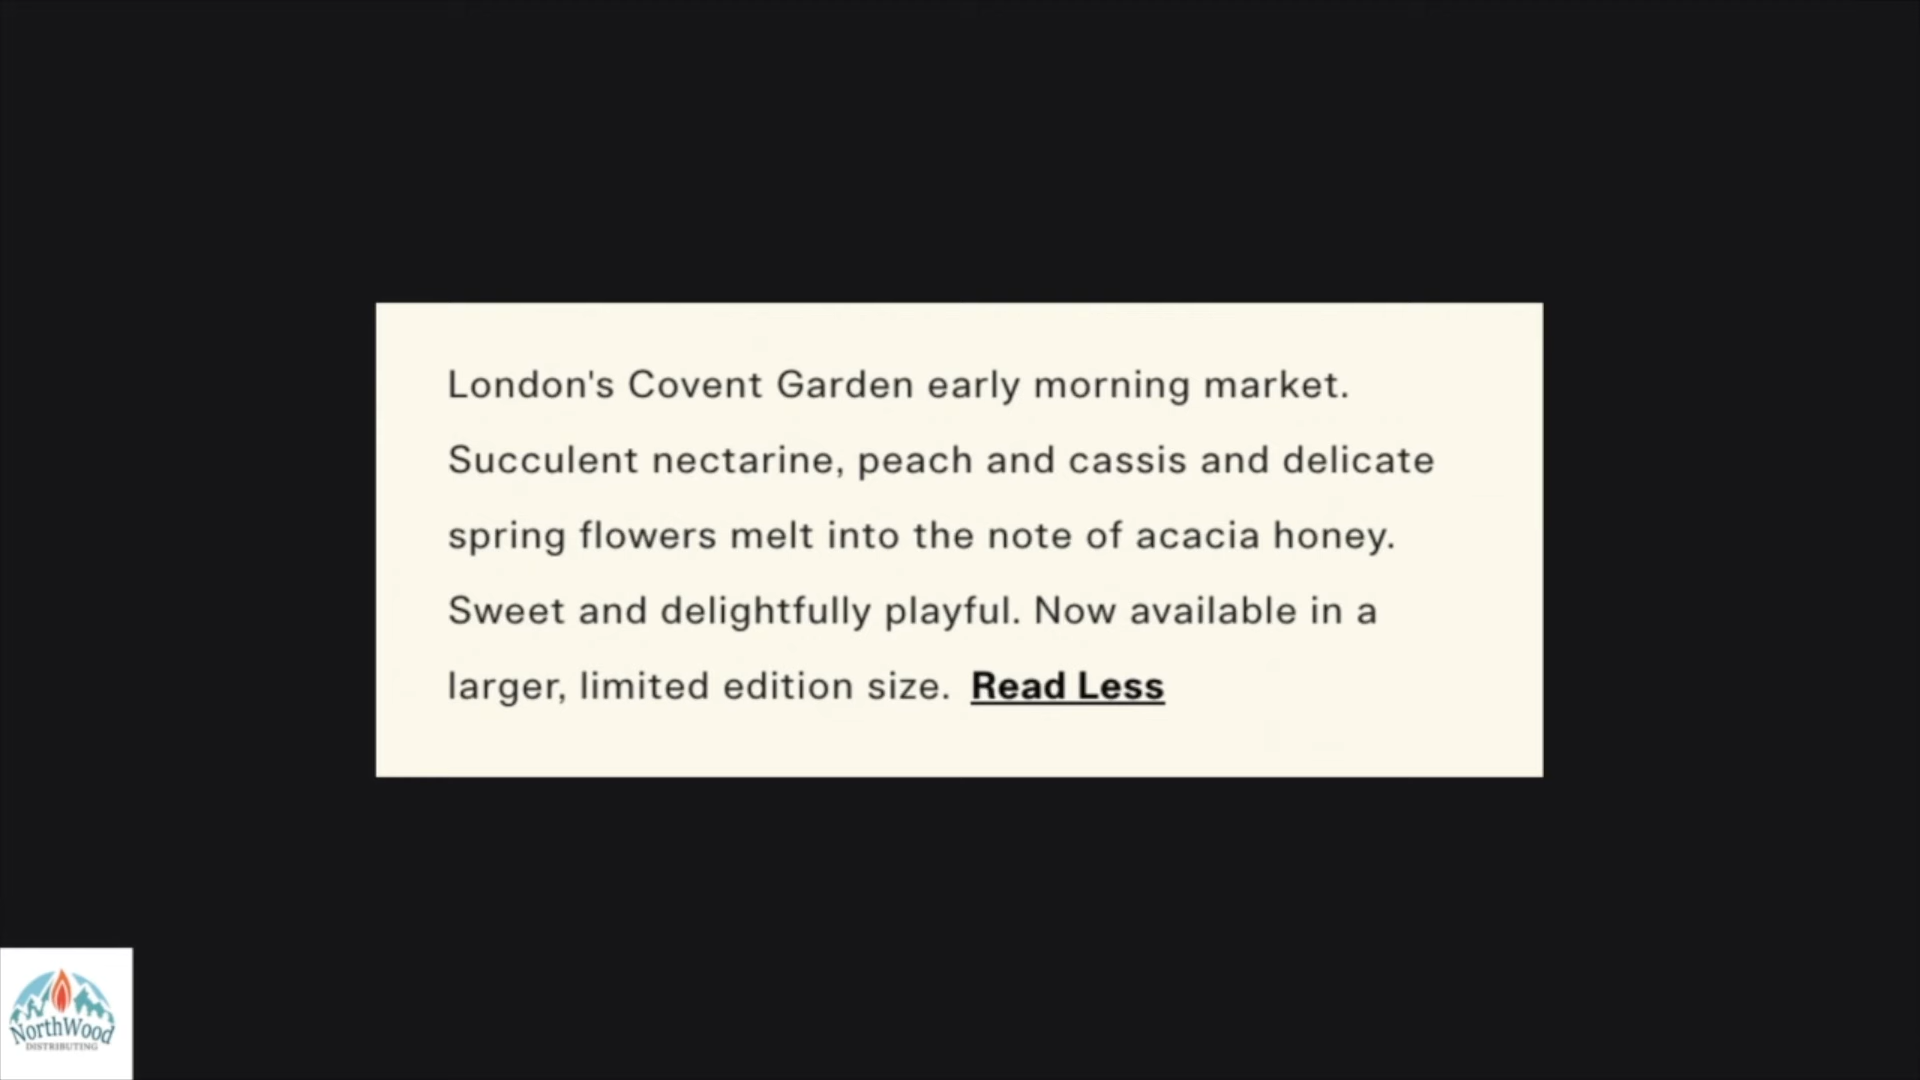 London's Covent Garden early morning market.
Succulent nectarine, peach and cassis and delicate
spring flowers melt into the note of acacia honey.
Sweet and delightfully playful. Now available in a
larger, limited edition size. Read Less
NorthWood
DISTRIBUTING